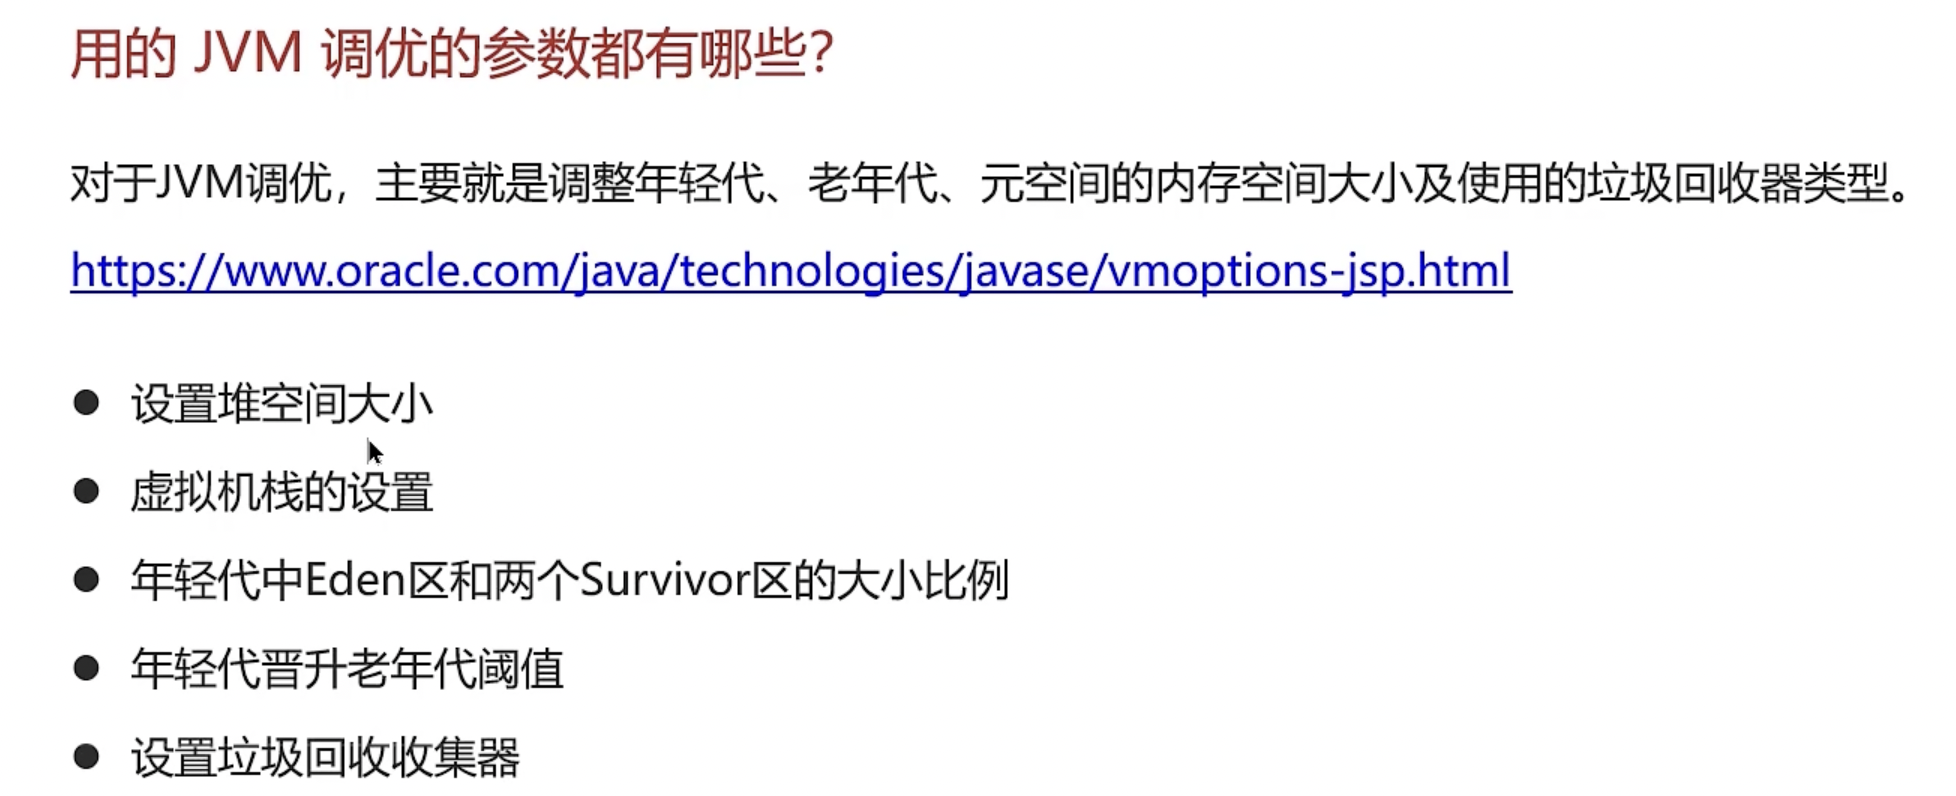 用的 JVM 调优的参数都有哪些？
对于JVM调优，主要就是调整年轻代、老年代、元空间的内存空间大小及使用的垃圾回收器类型。
https://www.oracle.com/java/technologies/javase/vmoptions-jsp.html
● 设置堆空间大小
● 虚拟机栈的设置
● 年轻代中Eden区和两个Survivor区的大小比例
● 年轻代晋升老年代阈值
● 设置垃圾回收收集器